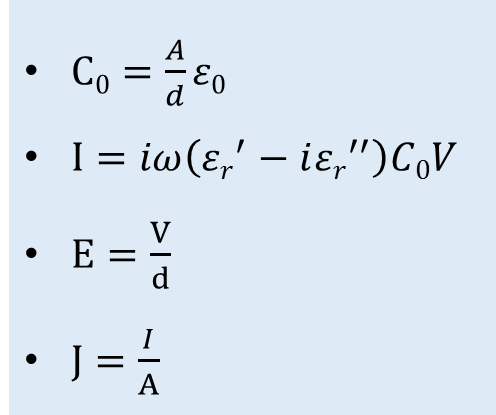 • C₀ = A/d ε₀
• I = iω(εᵣ′ − iεᵣ′′)C₀V
• E = V/d
• J = I/A